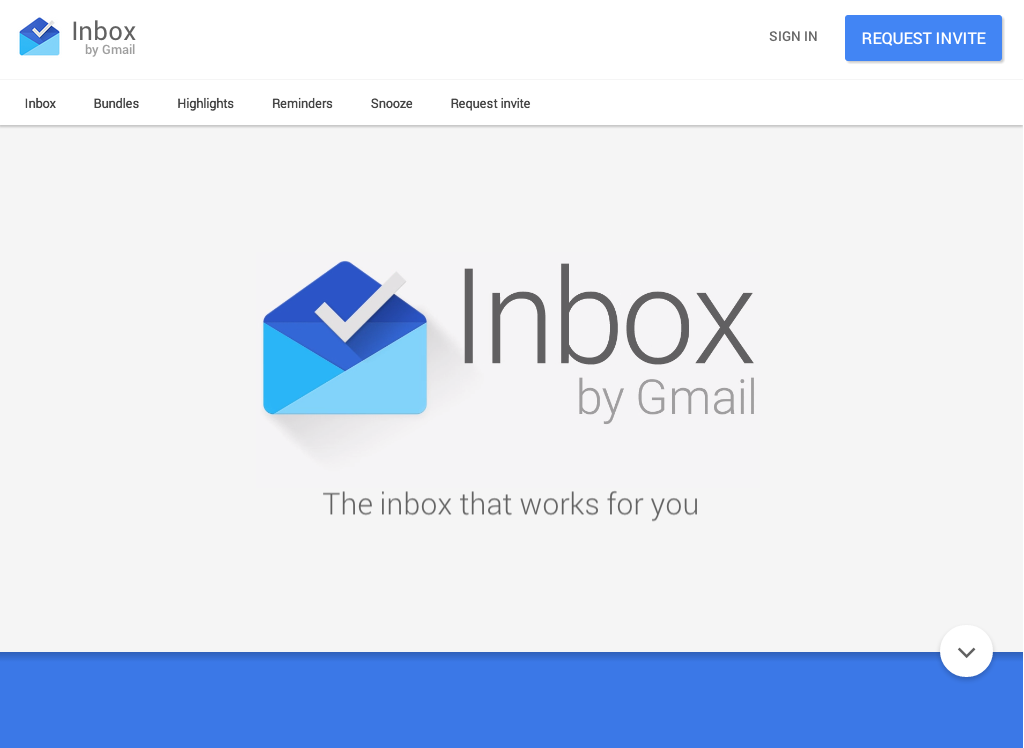 Inbox
by Gmail
SIGN IN
REQUEST INVITE
Inbox
Bundles
Highlights
Reminders
Snooze
Request invite
Inbox
by Gmail
The inbox that works for you